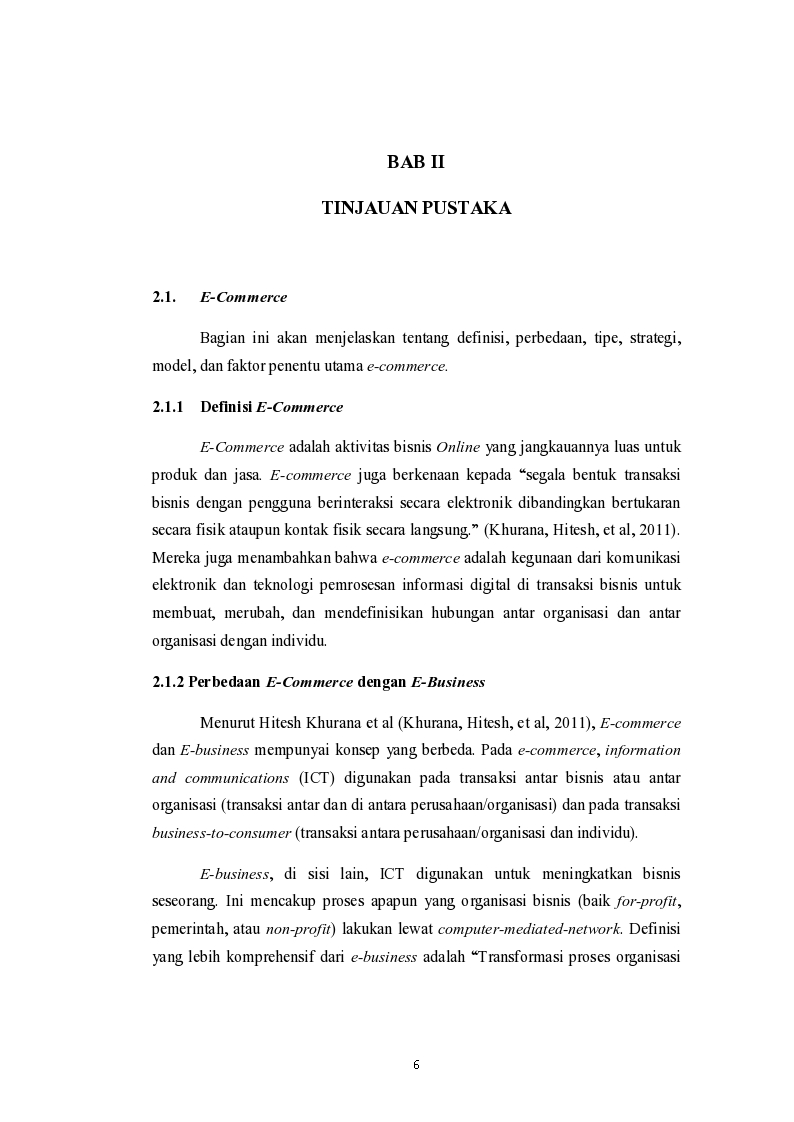 BAB II
TINJAUAN PUSTAKA
2.1. E-Commerce
Bagian ini akan menjelaskan tentang definisi, perbedaan, tipe, strategi,
model, dan faktor penentu utama e-commerce.
2.1.1 Definisi E-Commerce
E-Commerce adalah aktivitas bisnis Online yang jangkauannya luas untuk
produk dan jasa. E-commerce juga berkenaan kepada “segala bentuk transaksi
bisnis dengan pengguna berinteraksi secara elektronik dibandingkan bertukaran
secara fisik ataupun kontak fisik secara langsung.” (Khurana, Hitesh, et al, 2011).
Mereka juga menambahkan bahwa e-commerce adalah kegunaan dari komunikasi
elektronik dan teknologi pemrosesan informasi digital di transaksi bisnis untuk
membuat, merubah, dan mendefinisikan hubungan antar organisasi dan antar
organisasi dengan individu.
2.1.2 Perbedaan E-Commerce dengan E-Business
Menurut Hitesh Khurana et al (Khurana, Hitesh, et al, 2011), E-commerce
dan E-business mempunyai konsep yang berbeda. Pada e-commerce, information
and communications (ICT) digunakan pada transaksi antar bisnis atau antar
organisasi (transaksi antar dan di antara perusahaan/organisasi) dan pada transaksi
business-to-consumer (transaksi antara perusahaan/organisasi dan individu).
E-business, di sisi lain, ICT digunakan untuk meningkatkan bisnis
seseorang. Ini mencakup proses apapun yang organisasi bisnis (baik for-profit,
pemerintah, atau non-profit) lakukan lewat computer-mediated-network. Definisi
yang lebih komprehensif dari e-business adalah “Transformasi proses organisasi
6